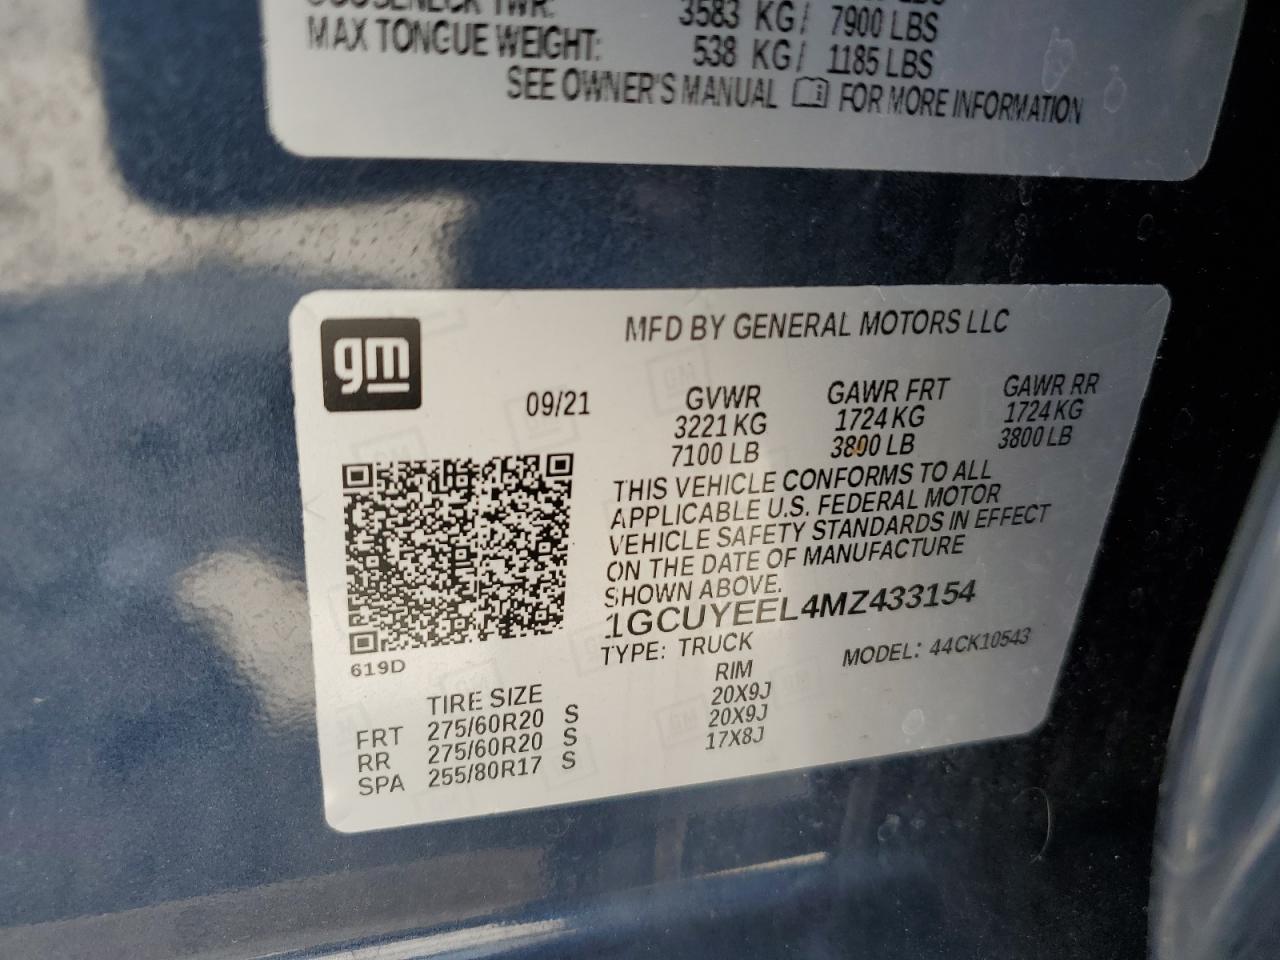 GOOSENECK TWR: 3583 KG/ 7900 LBS
MAX TONGUE WEIGHT: 538 KG/ 1185 LBS
SEE OWNER'S MANUAL FOR MORE INFORMATION
gm
MFD BY GENERAL MOTORS LLC
09/21
GVWR GAWR FRT GAWR RR
3221 KG 1724 KG 1724 KG
7100 LB 3800 LB 3800 LB
THIS VEHICLE CONFORMS TO ALL
APPLICABLE U.S. FEDERAL MOTOR
VEHICLE SAFETY STANDARDS IN EFFECT
ON THE DATE OF MANUFACTURE
SHOWN ABOVE.
1GCUYEEL4MZ433154
TYPE: TRUCK MODEL: 44CK10543
619D
TIRE SIZE RIM
FRT 275/60R20 S 20X9J
RR 275/60R20 S 20X9J
SPA 255/80R17 S 17X8J